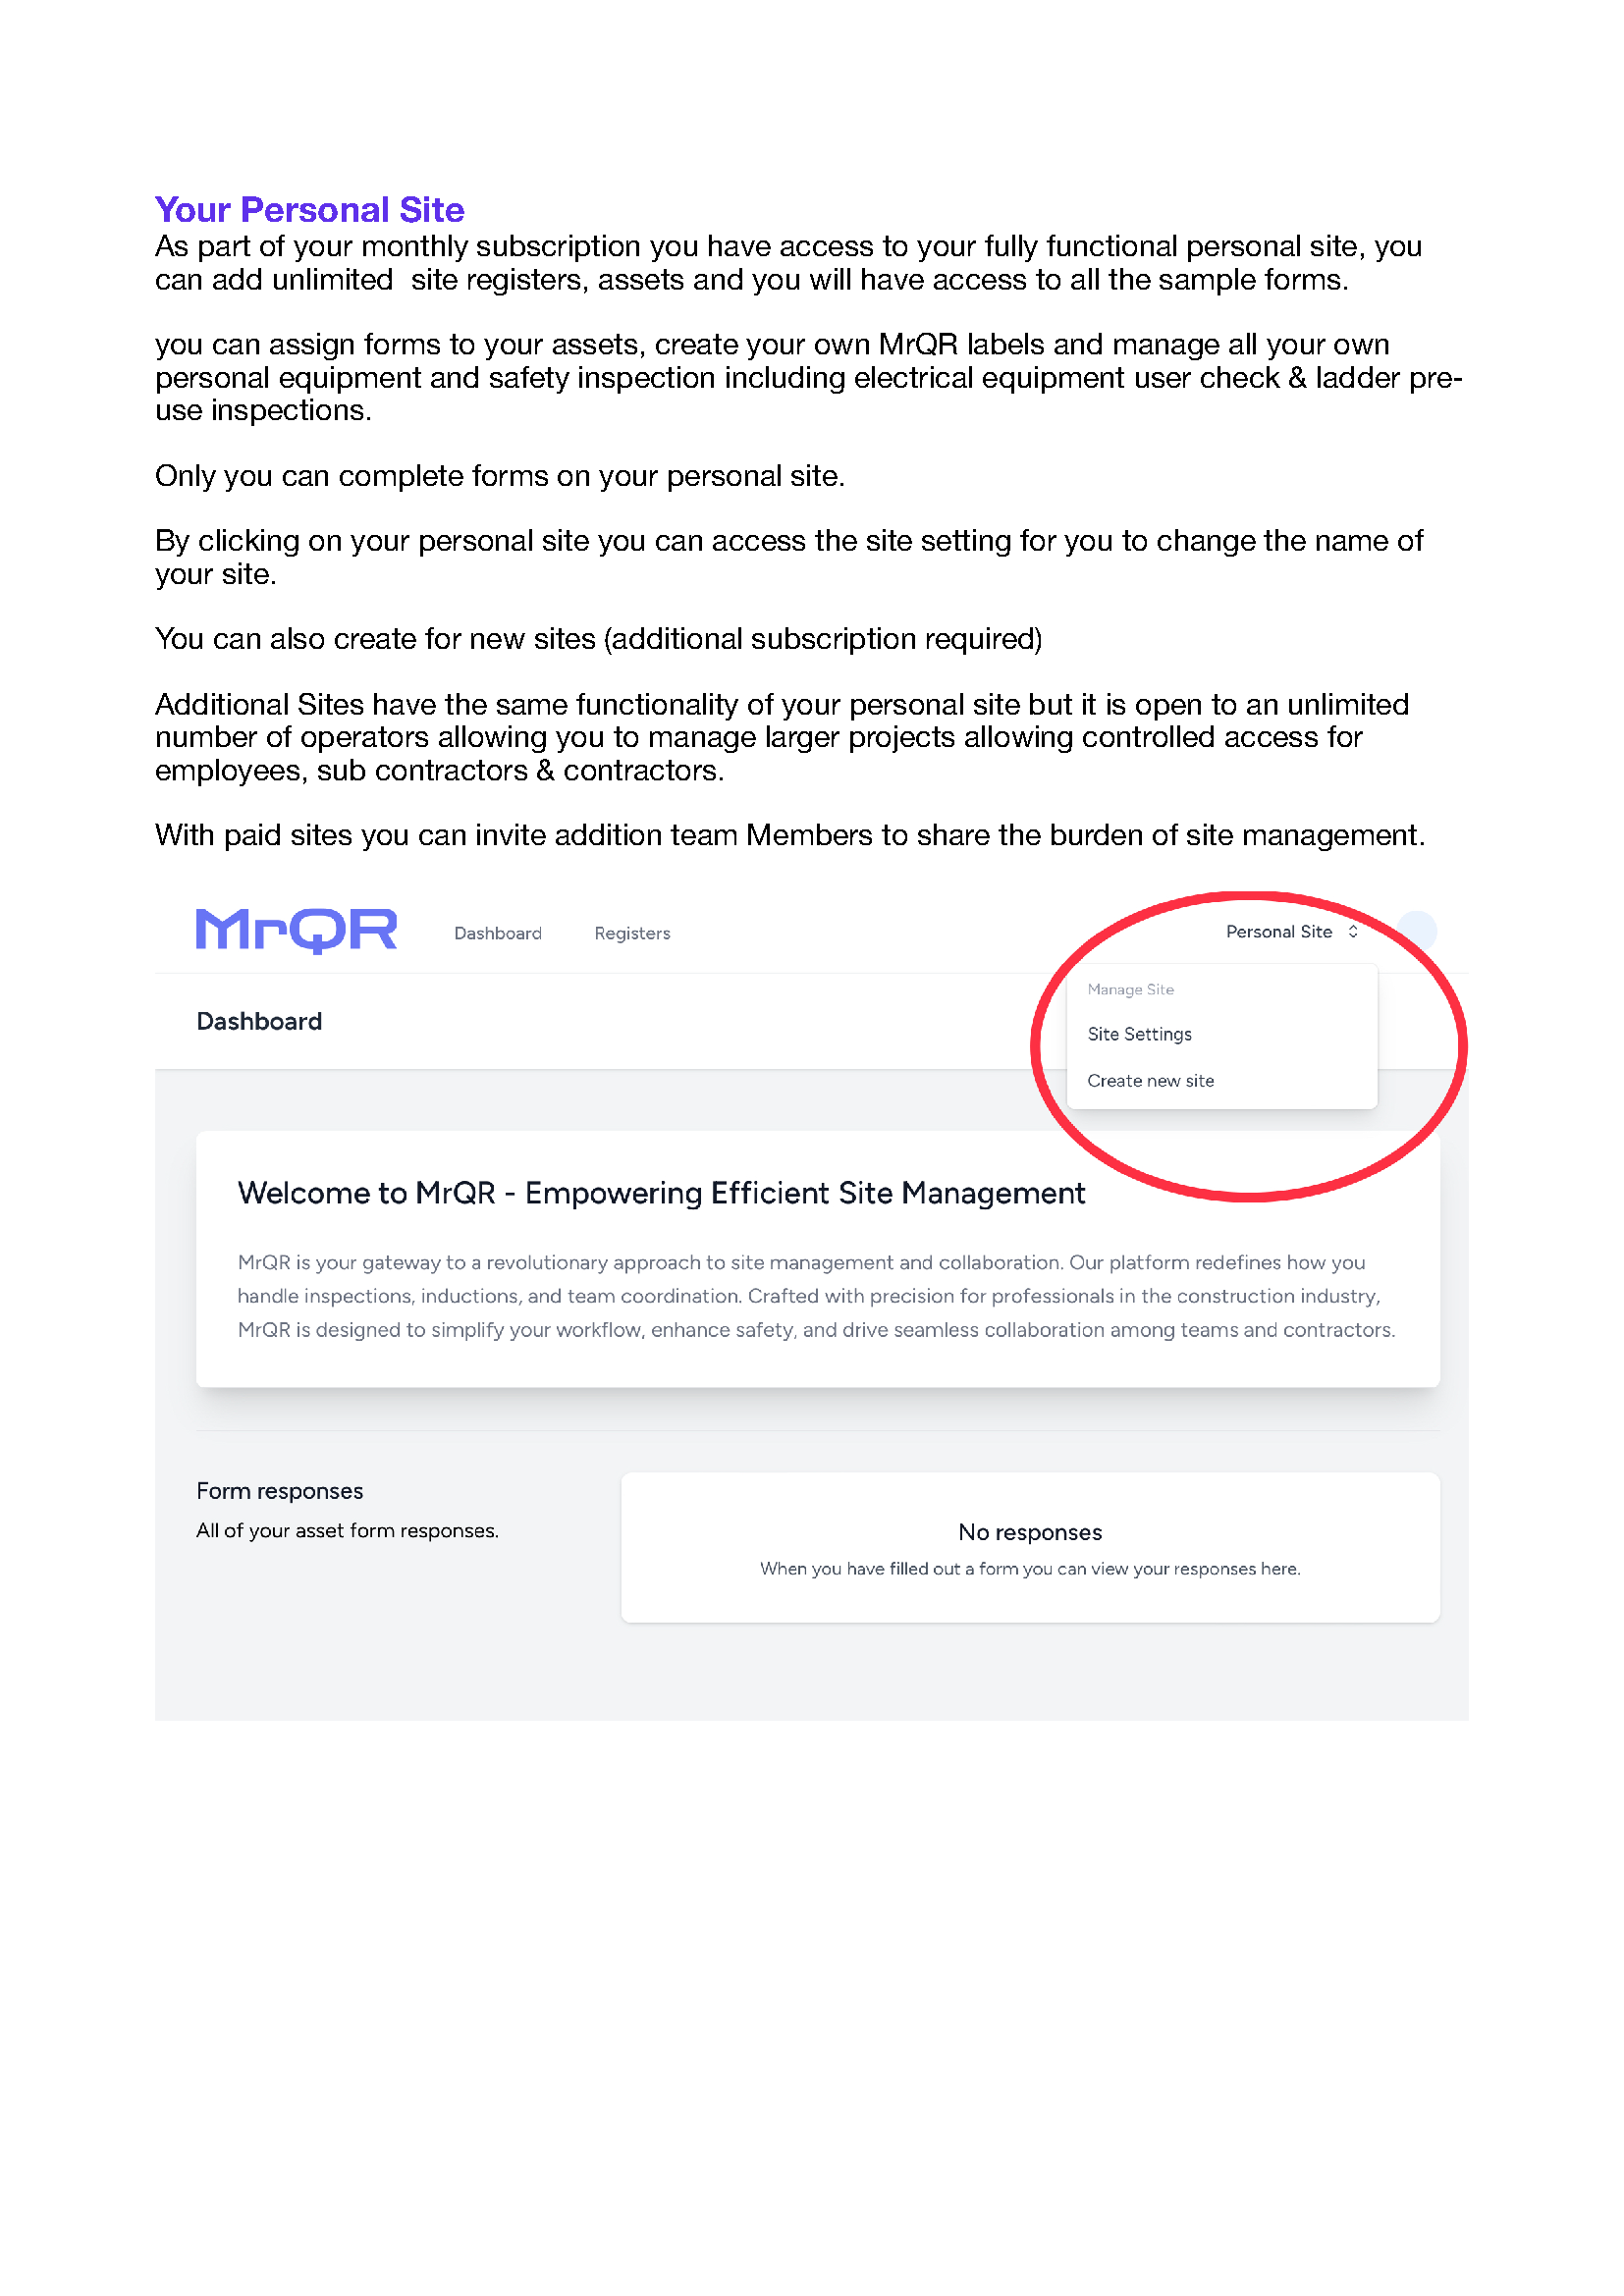 Your Personal Site
As part of your monthly subscription you have access to your fully functional personal site, you
can add unlimited  site registers, assets and you will have access to all the sample forms.
you can assign forms to your assets, create your own MrQR labels and manage all your own
personal equipment and safety inspection including electrical equipment user check & ladder pre-
use inspections.
Only you can complete forms on your personal site.
By clicking on your personal site you can access the site setting for you to change the name of
your site.
You can also create for new sites (additional subscription required)
Additional Sites have the same functionality of your personal site but it is open to an unlimited
number of operators allowing you to manage larger projects allowing controlled access for
employees, sub contractors & contractors.
With paid sites you can invite addition team Members to share the burden of site management.
MrQR Dashboard Registers Personal Site
Manage Site
Dashboard
Site Settings
Create new site
Welcome to MrQR - Empowering Efficient Site Management
MrQR is your gateway to a revolutionary approach to site management and collaboration. Our platform redefines how you
handle inspections, inductions, and team coordination. Crafted with precision for professionals in the construction industry,
MrQR is designed to simplify your workflow, enhance safety, and drive seamless collaboration among teams and contractors.
Form responses
All of your asset form responses.
No responses
When you have filled out a form you can view your responses here.